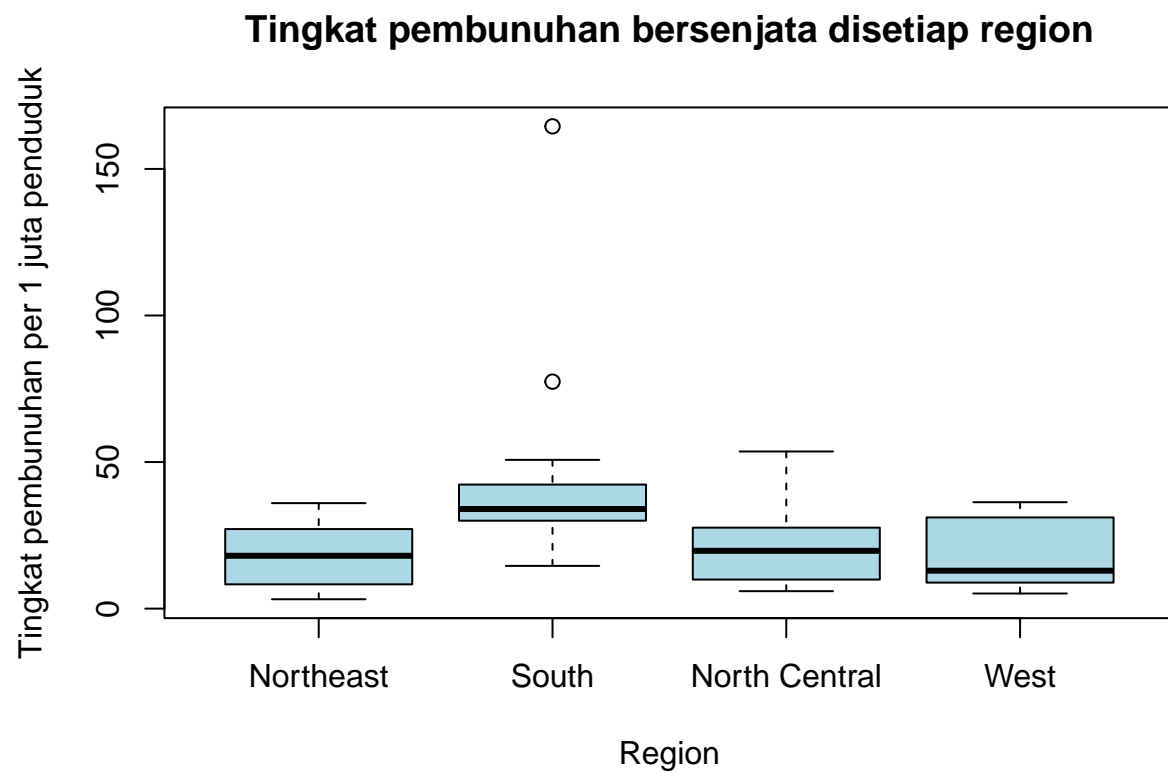 Tingkat pembunuhan bersenjata disetiap region
Tingkat pembunuhan per 1 juta penduduk
150
100
50
0
Northeast South North Central West
Region